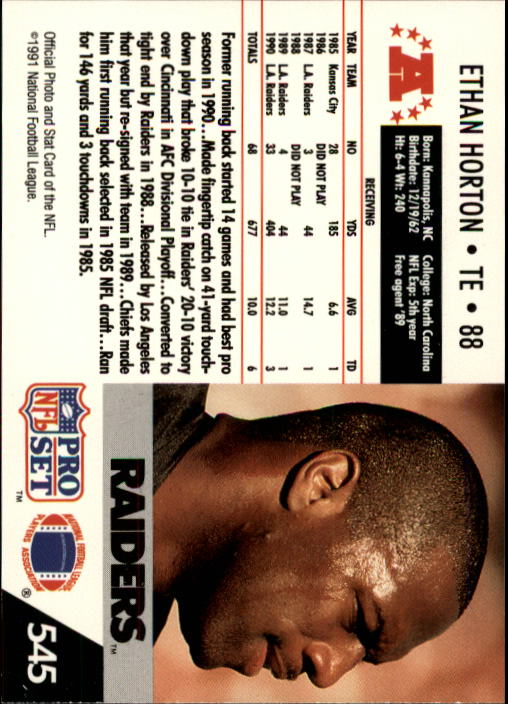 ETHAN HORTON • TE • 88
A
Born: Kannapolis, NC College: North Carolina
Birthdate: 12/19/62 NFL Exp: 5th year
Ht: 6-4 Wt: 240 Free agent '89
RECEIVING
YEAR TEAM NO YDS AVG TD
1985 Kansas City 28 185 6.6 1
1986 DID NOT PLAY
1987 L.A. Raiders 3 44 14.7 1
1988 DID NOT PLAY
1989 L.A. Raiders 4 44 11.0 1
1990 L.A. Raiders 33 404 12.2 3
TOTALS 68 677 10.0 6
Former running back started 14 games and had best pro
season in 1990...Made fingertip catch on 41-yard touch-
down play that broke 10-10 tie in Raiders' 20-10 victory
over Cincinnati in AFC Divisional Playoff...Converted to
tight end by Raiders in 1988...Released by Los Angeles
that year but re-signed with team in 1989...Chiefs made
him first running back selected in 1985 NFL draft...Ran
for 146 yards and 3 touchdowns in 1985.
Official Photo and Stat Card of the NFL.
©1991 National Football League.
RAIDERS™
NFL
PRO
SET™
NATIONAL FOOTBALL LEAGUE
PLAYERS ASSOCIATION
®
545